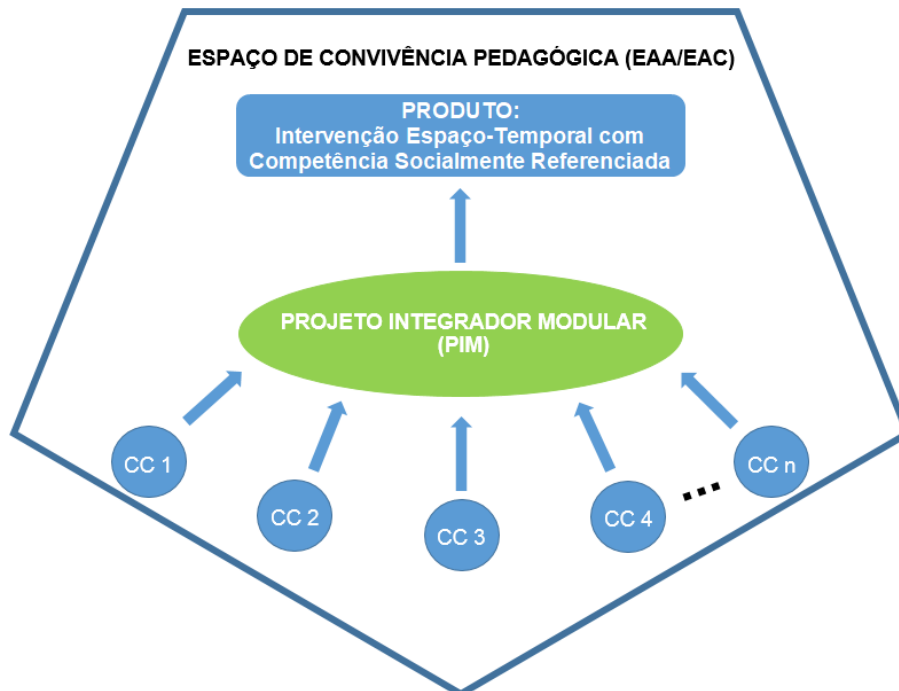 ESPAÇO DE CONVIVÊNCIA PEDAGÓGICA (EAA/EAC)
PRODUTO:
Intervenção Espaço-Temporal com
Competência Socialmente Referenciada
PROJETO INTEGRADOR MODULAR
(PIM)
CC 1
CC 2
CC 3
CC 4
...
CC n